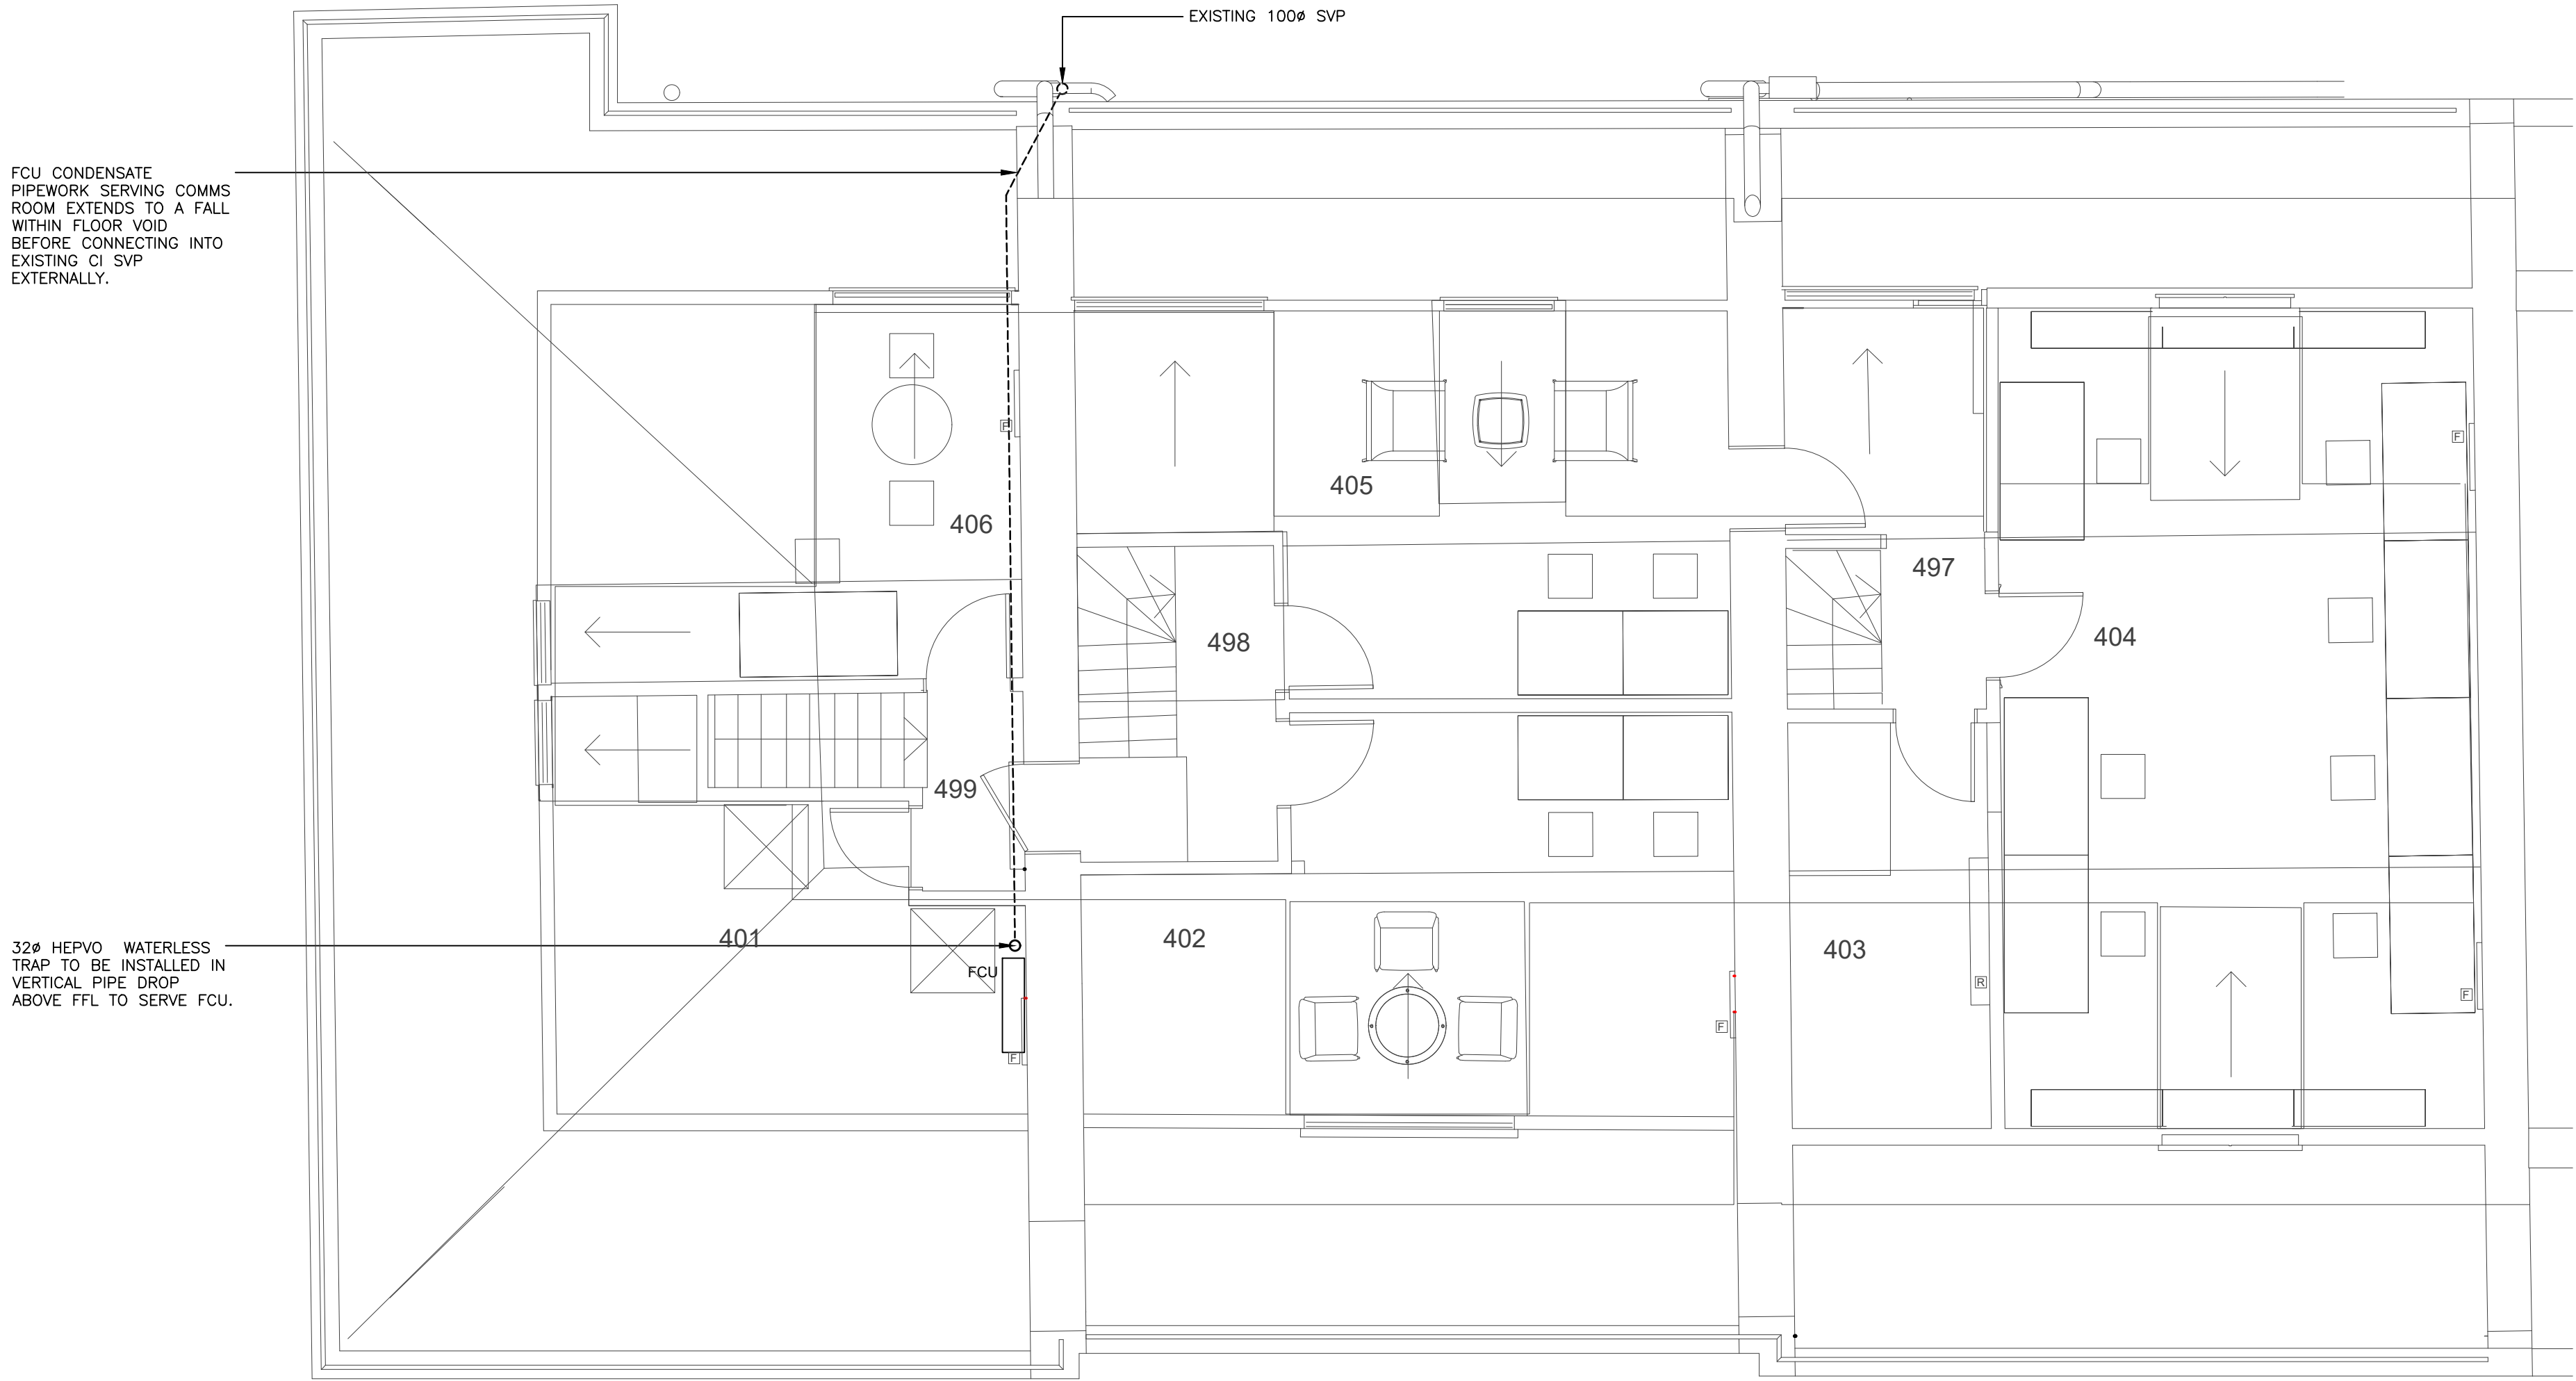 EXISTING 100ø SVP
FCU CONDENSATE
PIPEWORK SERVING COMMS
ROOM EXTENDS TO A FALL
WITHIN FLOOR VOID
BEFORE CONNECTING INTO
EXISTING CI SVP
EXTERNALLY.
F
F
405
406
497
404
498
499
401
402
403
32ø HEPVO WATERLESS
TRAP TO BE INSTALLED IN
VERTICAL PIPE DROP
ABOVE FFL TO SERVE FCU.
FCU
R
F
F
F